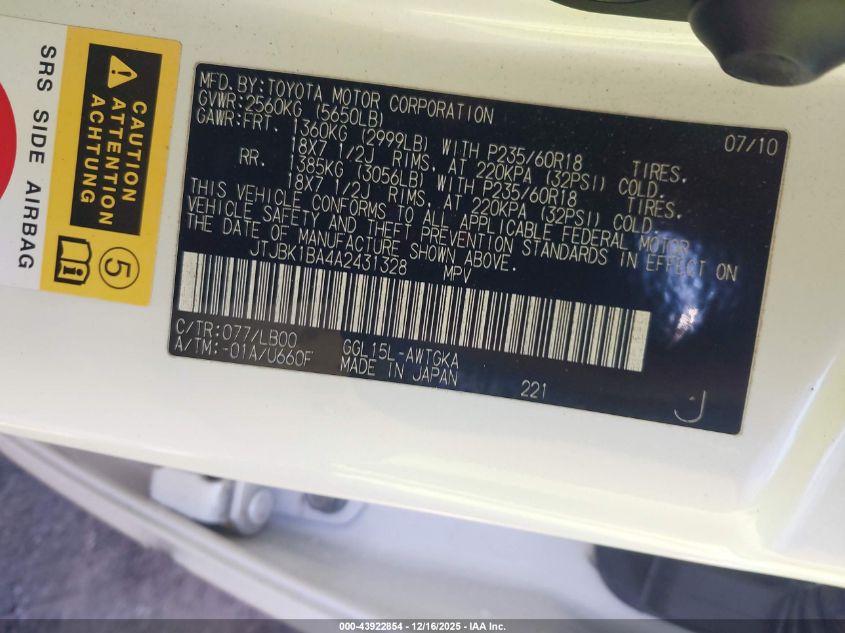 SRS SIDE AIRBAG
CAUTION
ATTENTION
ACHTUNG
5
MFD.BY:TOYOTA MOTOR CORPORATION 07/10
GVWR:2560KG (5650LB)
GAWR:FRT. 1360KG (2999LB) WITH P235/60R18 TIRES.
18X7 1/2J RIMS. AT 220KPA (32PSI) COLD.
RR. 1385KG (3056LB) WITH P235/60R18 TIRES.
18X7 1/2J RIMS. AT 220KPA (32PSI) COLD.
THIS VEHICLE CONFORMS TO ALL APPLICABLE FEDERAL MOTOR
VEHICLE SAFETY AND THEFT PREVENTION STANDARDS IN EFFECT ON
THE DATE OF MANUFACTURE SHOWN ABOVE.
JTJBK1BA4A2431328 MPV
C/TR:077/LB00 GGL15L-AWTGKA
A/TM:-01A/U660F MADE IN JAPAN 221
J
000-43922854 - 12/16/2025 - IAA Inc.